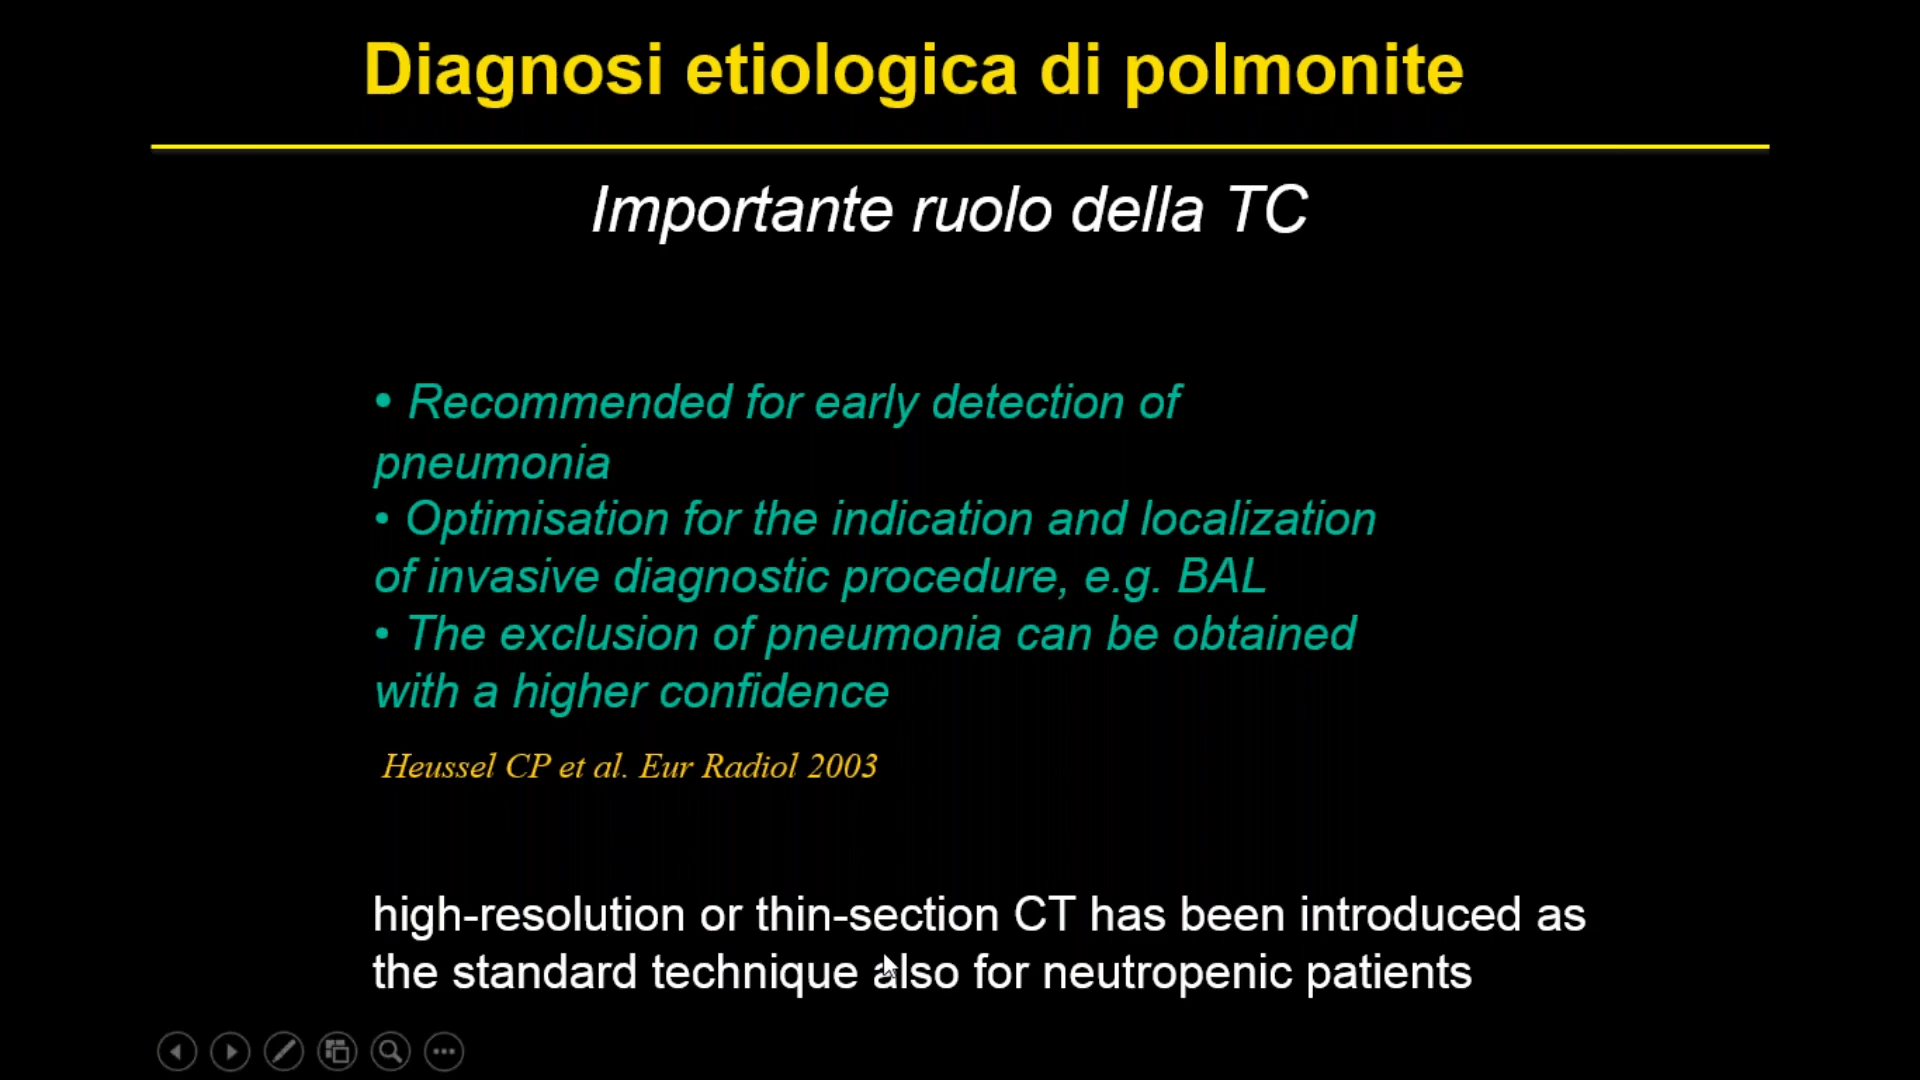 Diagnosi etiologica di polmonite
Importante ruolo della TC
• Recommended for early detection of
pneumonia
• Optimisation for the indication and localization
of invasive diagnostic procedure, e.g. BAL
• The exclusion of pneumonia can be obtained
with a higher confidence
Heussel CP et al. Eur Radiol 2003
high-resolution or thin-section CT has been introduced as
the standard technique also for neutropenic patients